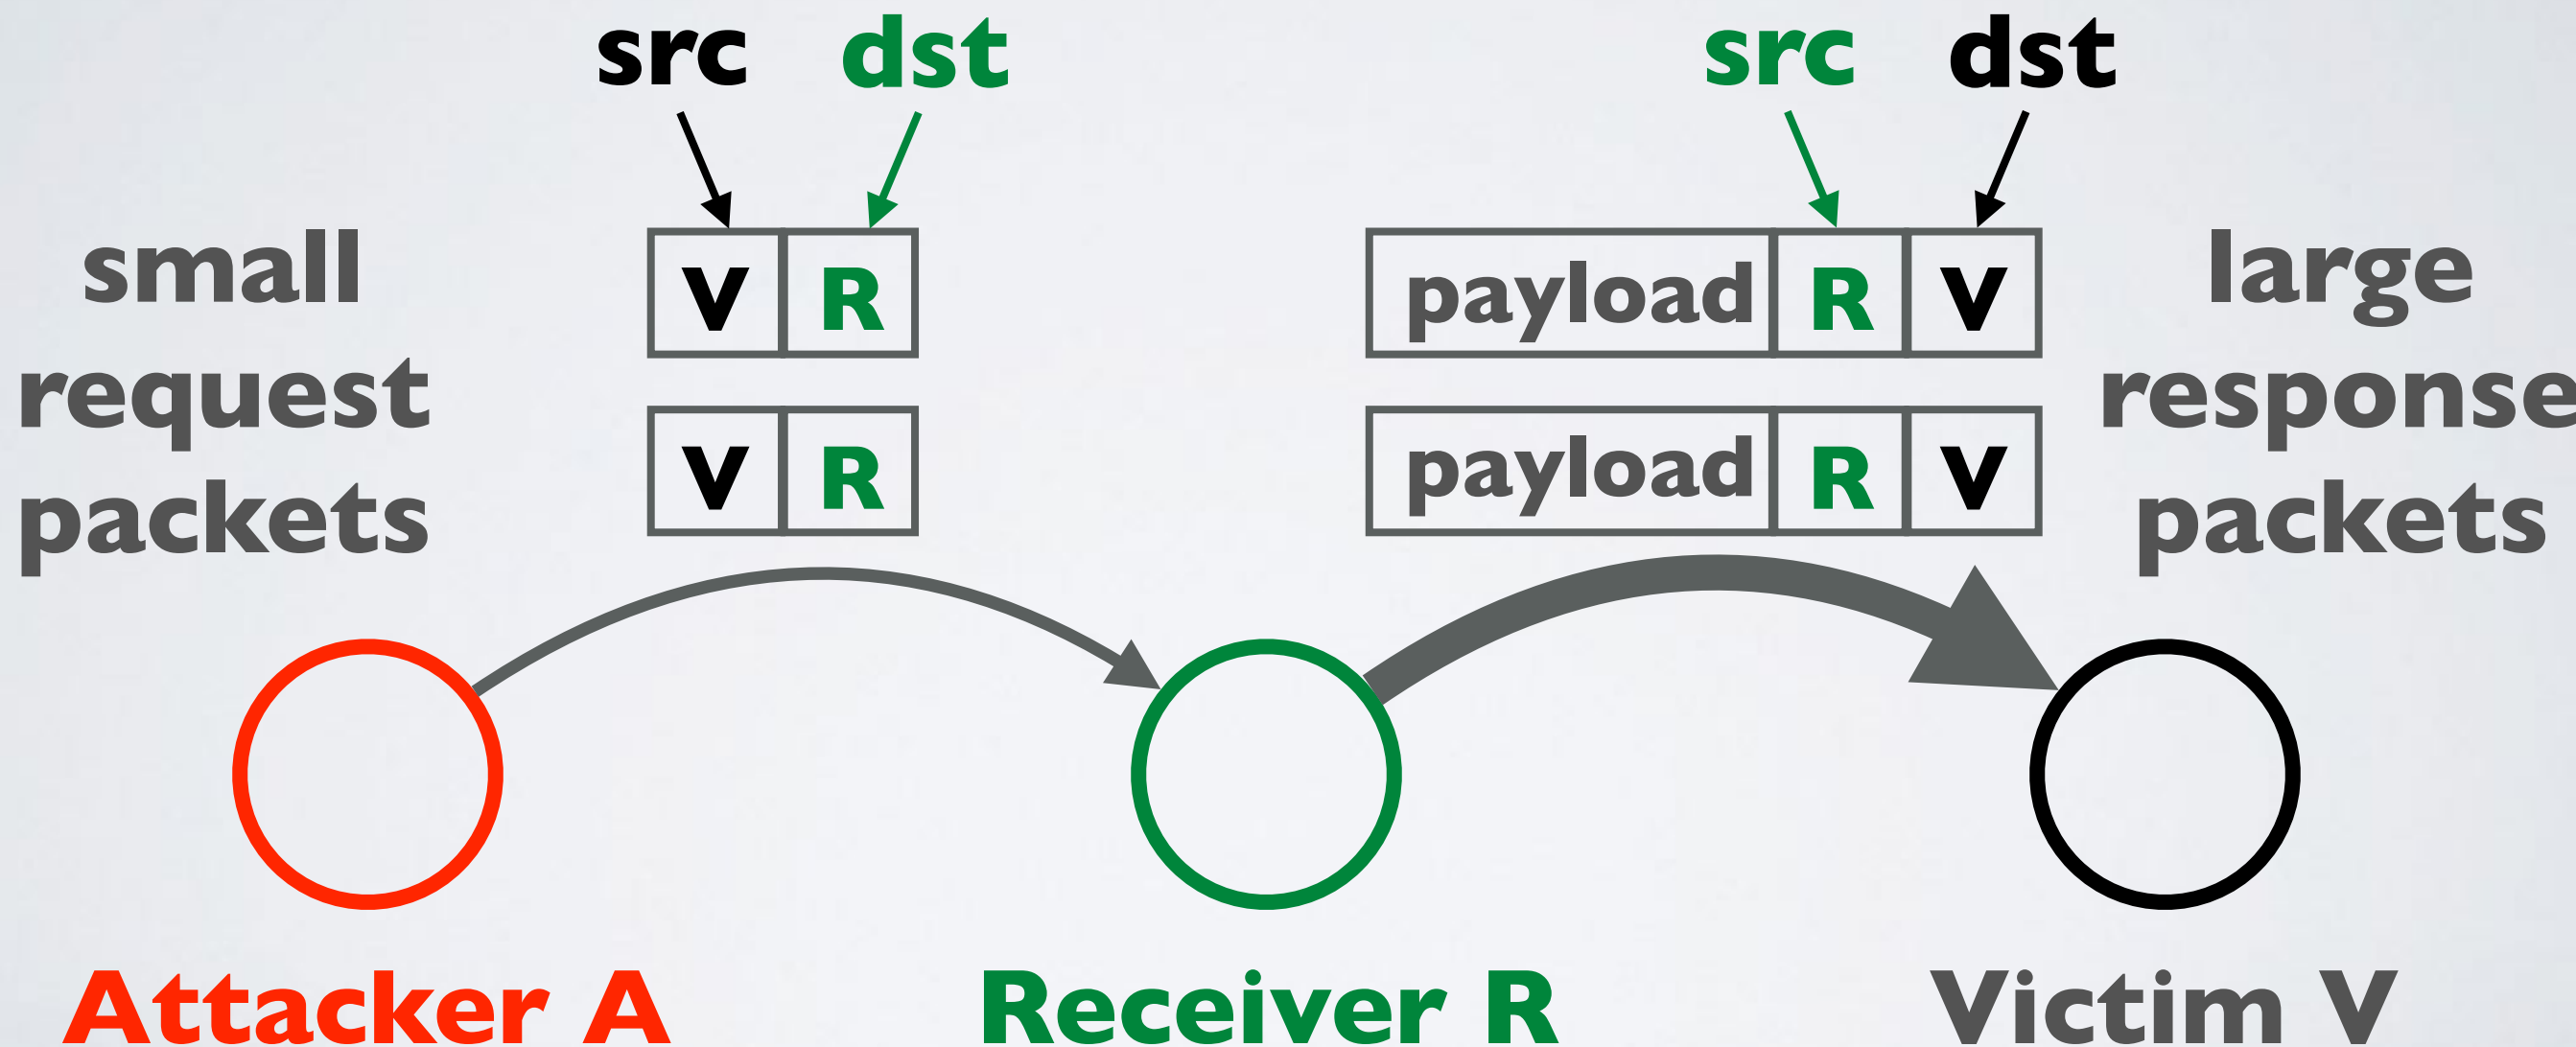 src dst
src dst
small
request
packets
V R
V R
payload R V
payload R V
large
response
packets
Attacker A
Receiver R
Victim V